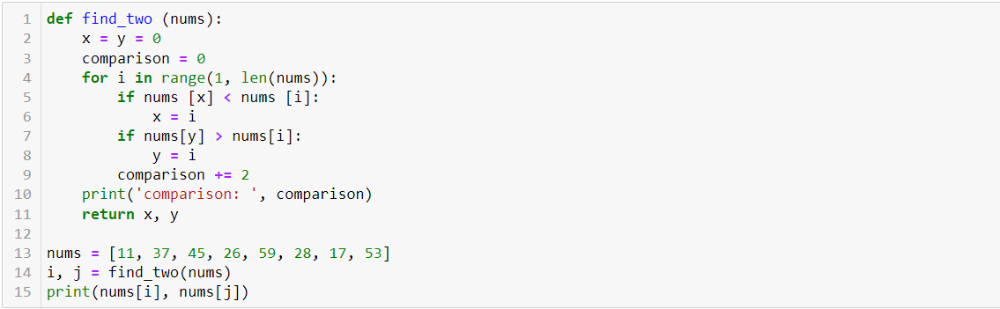 1 def find_two (nums):
2     x = y = 0
3     comparison = 0
4     for i in range(1, len(nums)):
5         if nums [x] < nums [i]:
6             x = i
7         if nums[y] > nums[i]:
8             y = i
9         comparison += 2
10     print('comparison: ', comparison)
11     return x, y
12
13 nums = [11, 37, 45, 26, 59, 28, 17, 53]
14 i, j = find_two(nums)
15 print(nums[i], nums[j])